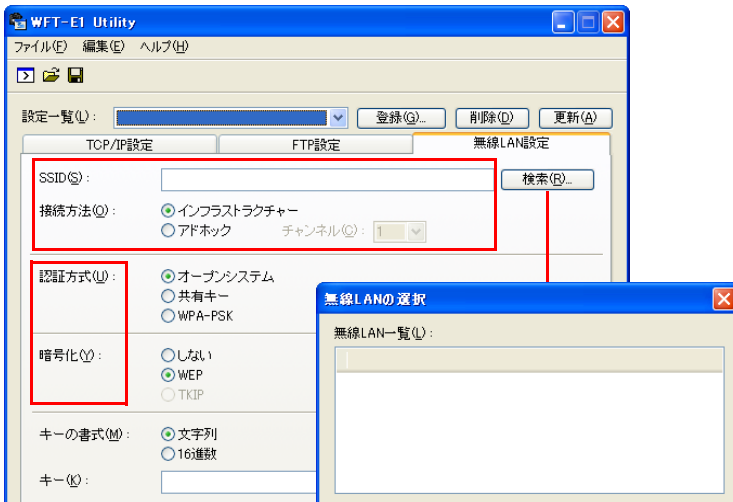 WFT-E1 Utility
ファイル(F) 編集(E) ヘルプ(H)
設定一覧(L): 登録(G)... 削除(D) 更新(A)
TCP/IP設定 FTP設定 無線LAN設定
SSID(S): 検索(R)...
接続方法(O): インフラストラクチャー
アドホック チャンネル(C): 1
認証方式(U): オープンシステム
共有キー
WPA-PSK
暗号化(Y): しない
WEP
TKIP
キーの書式(M): 文字列
16進数
キー(K):
無線LANの選択
無線LAN一覧(L):